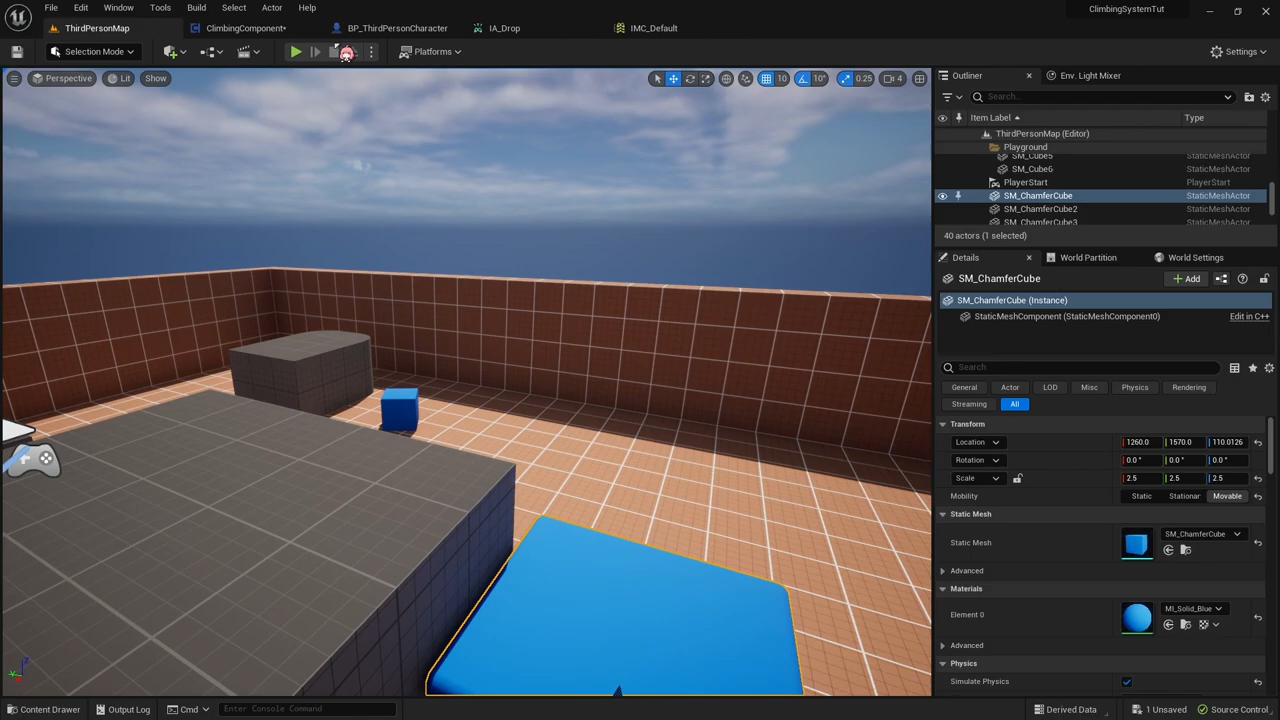 File Edit Window Tools Build Select Actor Help
ClimbingSystemTut
ThirdPersonMap ClimbingComponent* BP_ThirdPersonCharacter IA_Drop IMC_Default
Selection Mode Platforms Settings
Perspective Lit Show 10 10° 0.25 4
Outliner Env. Light Mixer
Search...
Item Label Type
ThirdPersonMap (Editor)
Playground
SM_Cube5 StaticMeshActor
SM_Cube6 StaticMeshActor
PlayerStart PlayerStart
SM_ChamferCube StaticMeshActor
SM_ChamferCube2 StaticMeshActor
SM_ChamferCube3 StaticMeshActor
40 actors (1 selected)
Details World Partition World Settings
SM_ChamferCube Add
SM_ChamferCube (Instance)
StaticMeshComponent (StaticMeshComponent0) Edit in C++
Search
General Actor LOD Misc Physics Rendering
Streaming All
Transform
Location 1260.0 1570.0 110.0126
Rotation 0.0 ° 0.0 ° 0.0 °
Scale 2.5 2.5 2.5
Mobility Static Stationar Movable
Static Mesh
Static Mesh SM_ChamferCube
Advanced
Materials
Element 0 MI_Solid_Blue
Advanced
Physics
Simulate Physics
Content Drawer Output Log Cmd Enter Console Command Derived Data 1 Unsaved Source Control